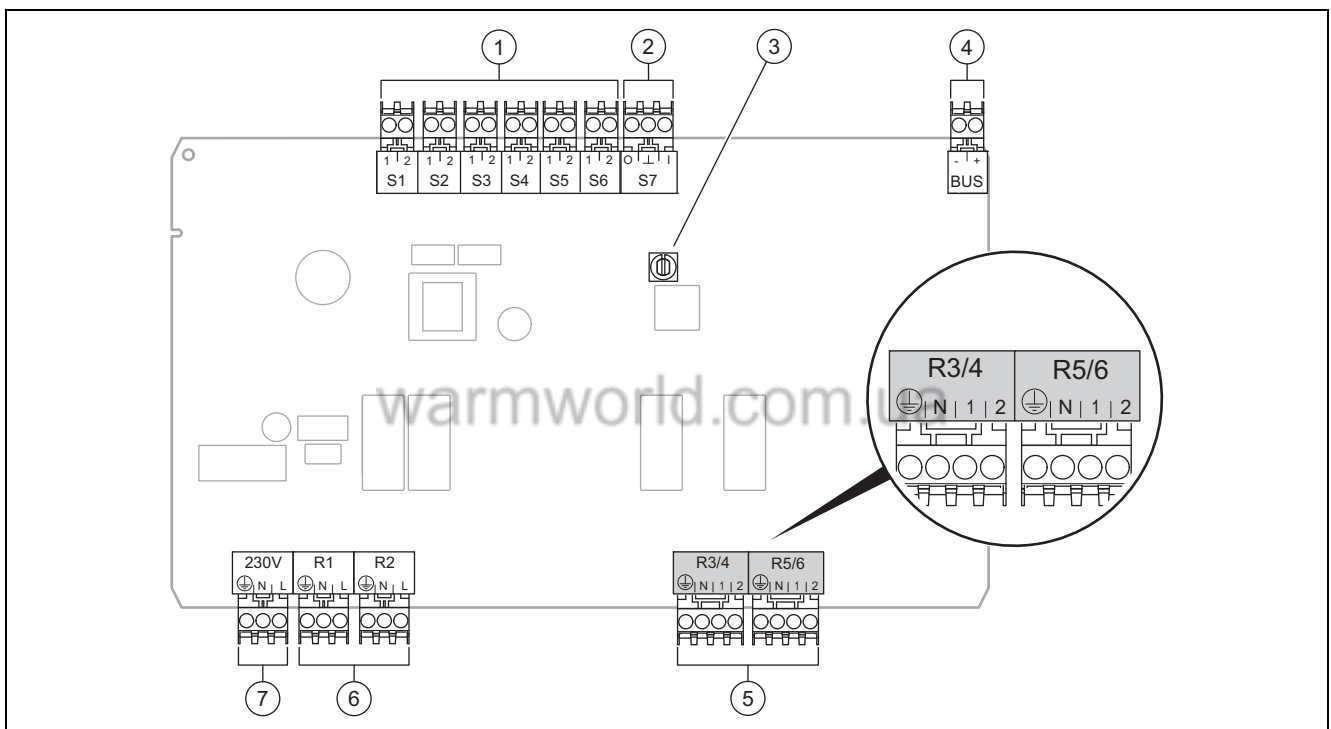 1 2 3 4
1 2 1 2 1 2 1 2 1 2 1 2 O ⊥ I - +
S1 S2 S3 S4 S5 S6 S7 BUS
R3/4 R5/6
⏚ N 1 2 ⏚ N 1 2
warmworld.com.ua
230V R1 R2 R3/4 R5/6
⏚ N L ⏚ N L ⏚ N L ⏚ N 1 2 ⏚ N 1 2
7 6 5